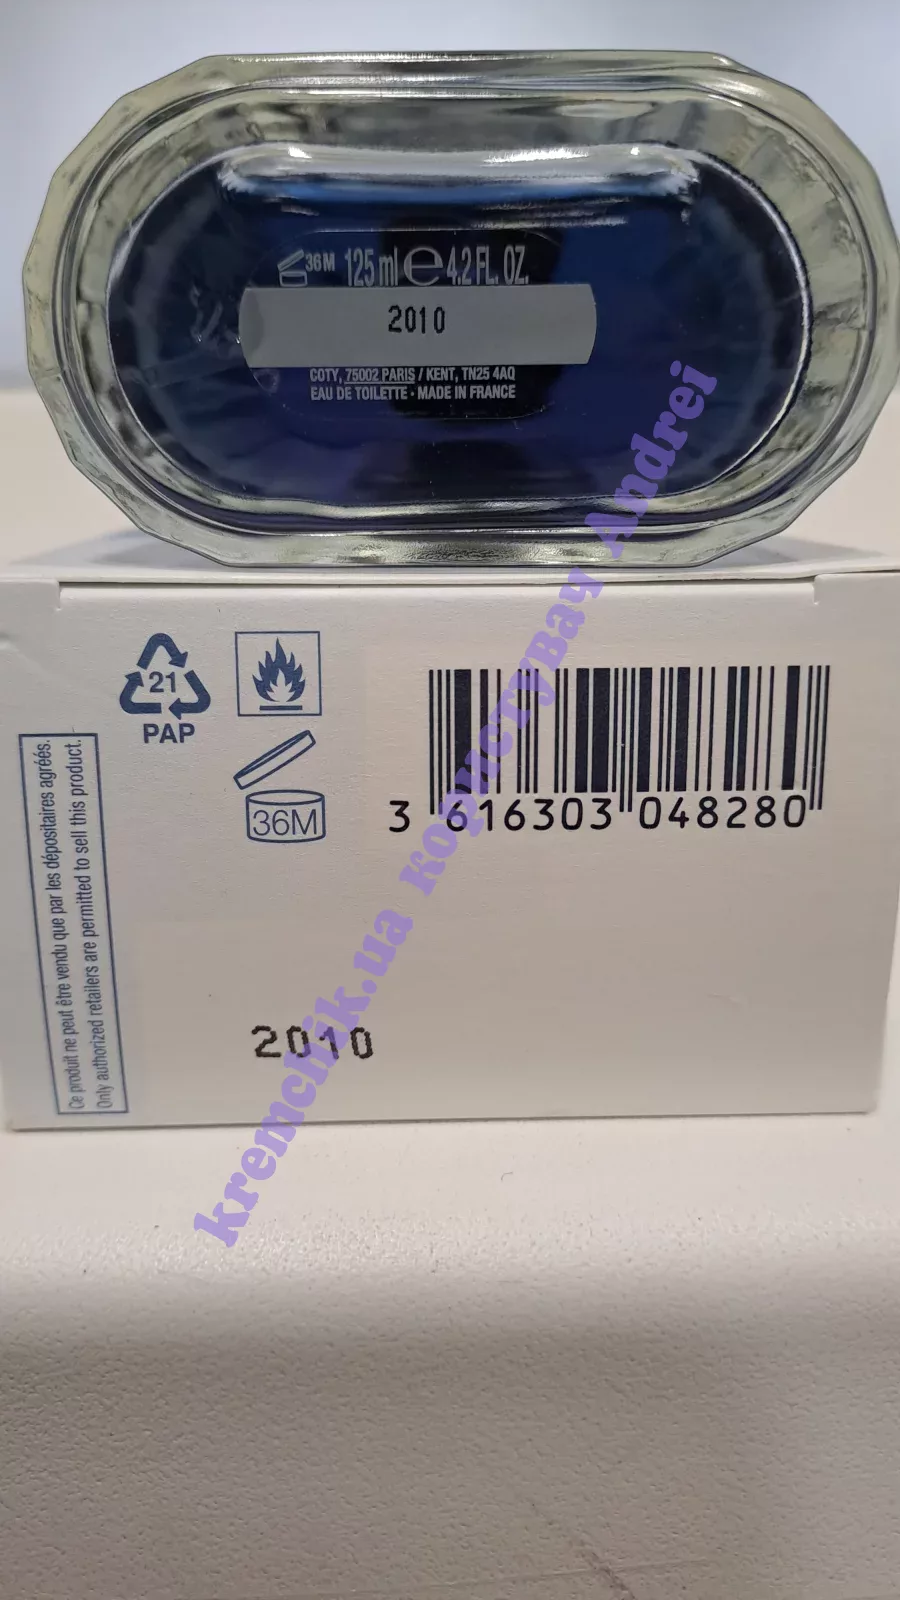 36M 125 ml ℮ 4.2 FL. OZ.
2010
COTY, 75002 PARIS / KENT, TN25 4AQ
EAU DE TOILETTE • MADE IN FRANCE
21
PAP
36M
3 616303 048280
Ce produit ne peut être vendu que par les dépositaires agréés.
Only authorized retailers are permitted to sell this product.
2010
kremchik.ua користувач Andrei